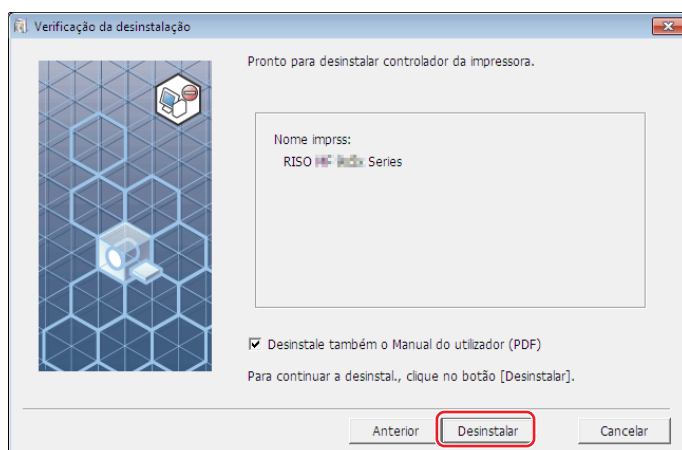 Verificação da desinstalação
Pronto para desinstalar controlador da impressora.
Nome imprss:
RISO Series
Desinstale também o Manual do utilizador (PDF)
Para continuar a desinstal., clique no botão [Desinstalar].
Anterior Desinstalar Cancelar